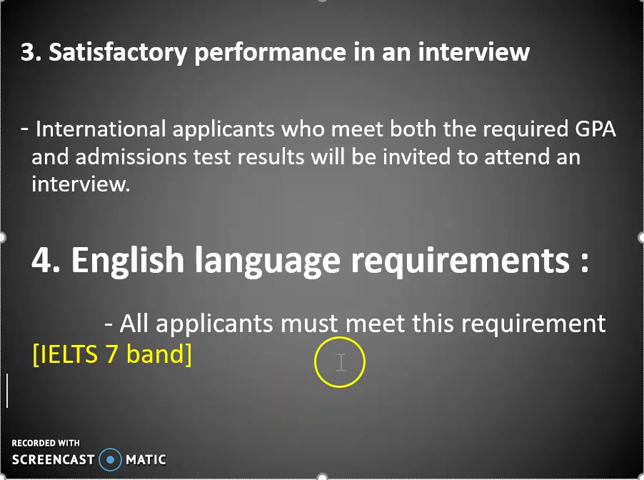 3. Satisfactory performance in an interview
- International applicants who meet both the required GPA
and admissions test results will be invited to attend an
interview.
4. English language requirements :
- All applicants must meet this requirement
[IELTS 7 band]
RECORDED WITH
SCREENCAST MATIC